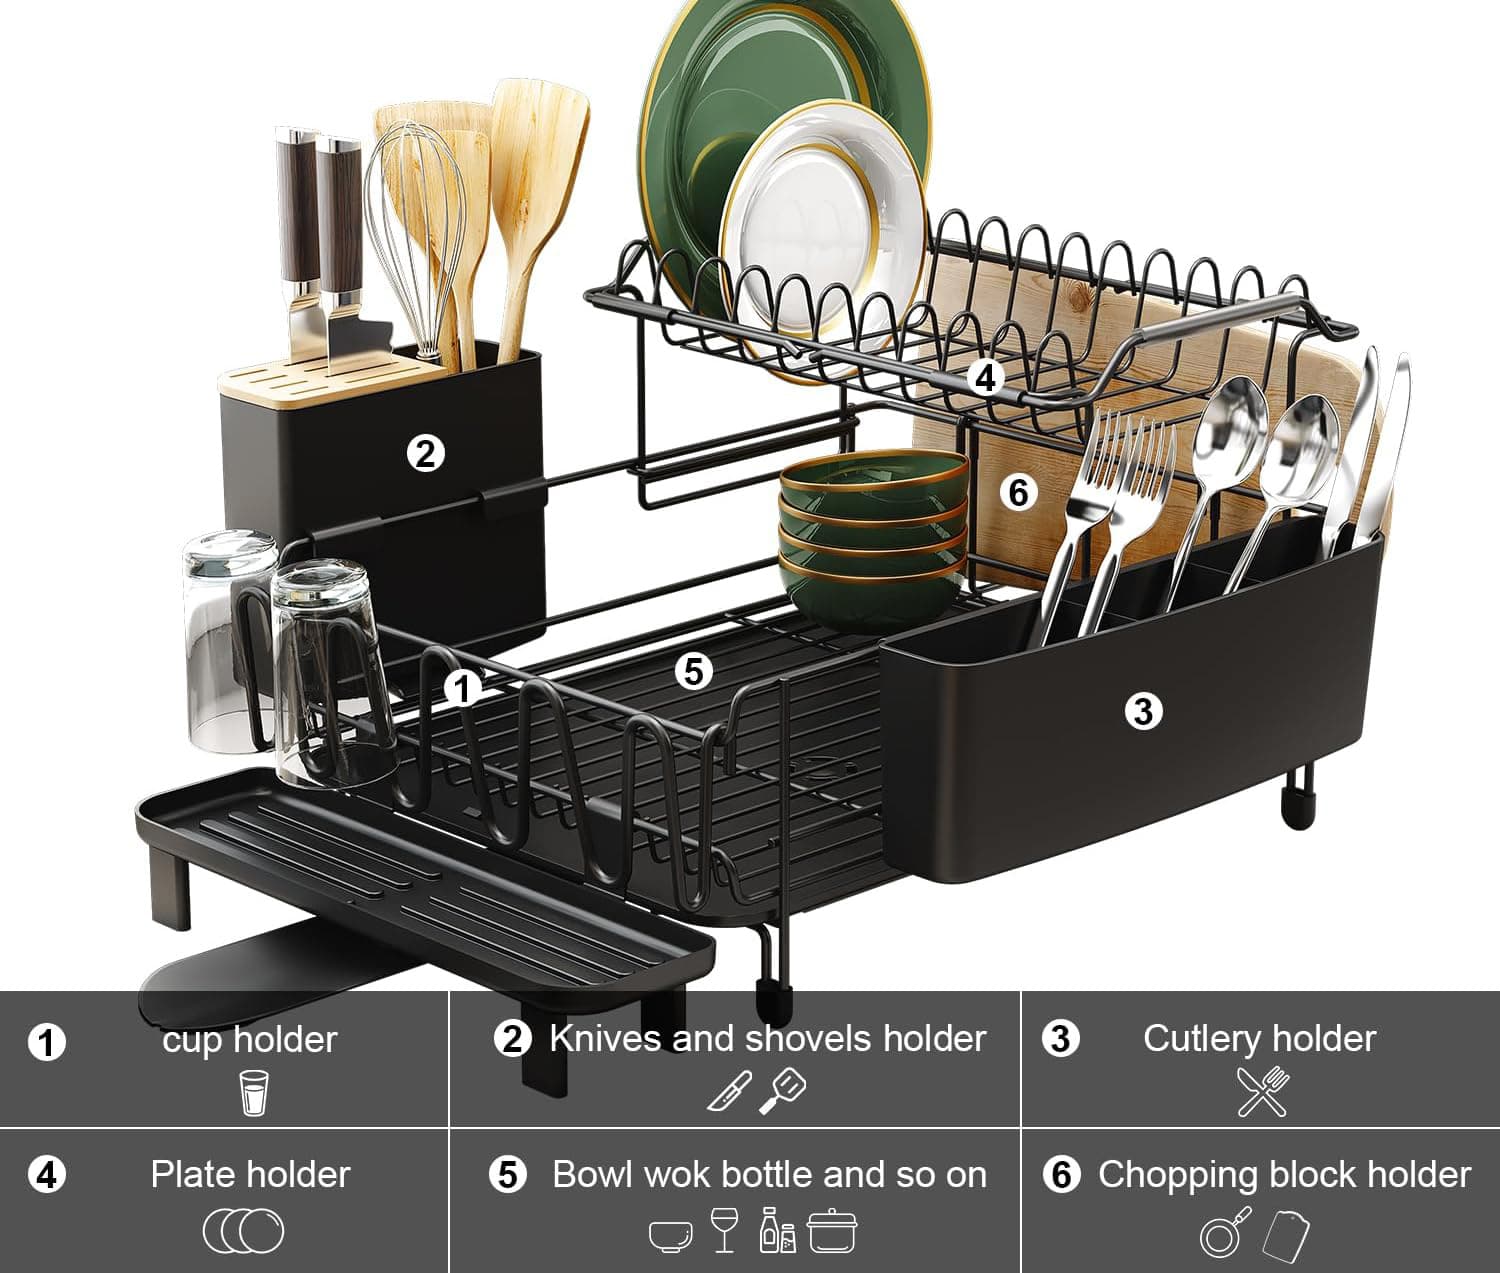 4
2
6
5
1
3
1 cup holder
2 Knives and shovels holder
3 Cutlery holder
4 Plate holder
5 Bowl wok bottle and so on
6 Chopping block holder